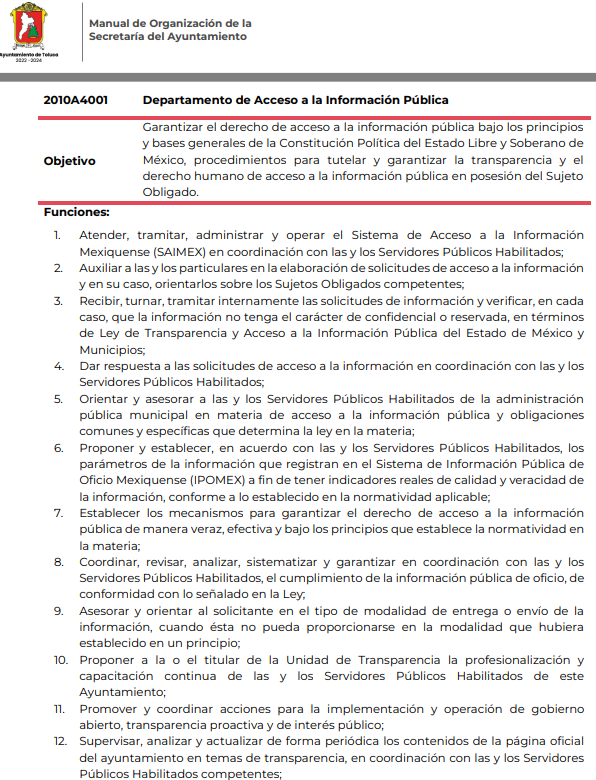 Manual de Organización de la
Secretaría del Ayuntamiento
Ayuntamiento de Toluca
2022 - 2024
2010A4001 Departamento de Acceso a la Información Pública
Objetivo
Garantizar el derecho de acceso a la información pública bajo los principios
y bases generales de la Constitución Política del Estado Libre y Soberano de
México, procedimientos para tutelar y garantizar la transparencia y el
derecho humano de acceso a la información pública en posesión del Sujeto
Obligado.
Funciones:
1. Atender, tramitar, administrar y operar el Sistema de Acceso a la Información
Mexiquense (SAIMEX) en coordinación con las y los Servidores Públicos Habilitados;
2. Auxiliar a las y los particulares en la elaboración de solicitudes de acceso a la información
y en su caso, orientarlos sobre los Sujetos Obligados competentes;
3. Recibir, turnar, tramitar internamente las solicitudes de información y verificar, en cada
caso, que la información no tenga el carácter de confidencial o reservada, en términos
de Ley de Transparencia y Acceso a la Información Pública del Estado de México y
Municipios;
4. Dar respuesta a las solicitudes de acceso a la información en coordinación con las y los
Servidores Públicos Habilitados;
5. Orientar y asesorar a las y los Servidores Públicos Habilitados de la administración
pública municipal en materia de acceso a la información pública y obligaciones
comunes y específicas que determina la ley en la materia;
6. Proponer y establecer, en acuerdo con las y los Servidores Públicos Habilitados, los
parámetros de la información que registran en el Sistema de Información Pública de
Oficio Mexiquense (IPOMEX) a fin de tener indicadores reales de calidad y veracidad de
la información, conforme a lo establecido en la normatividad aplicable;
7. Establecer los mecanismos para garantizar el derecho de acceso a la información
pública de manera veraz, efectiva y bajo los principios que establece la normatividad en
la materia;
8. Coordinar, revisar, analizar, sistematizar y garantizar en coordinación con las y los
Servidores Públicos Habilitados, el cumplimiento de la información pública de oficio, de
conformidad con lo señalado en la Ley;
9. Asesorar y orientar al solicitante en el tipo de modalidad de entrega o envío de la
información, cuando ésta no pueda proporcionarse en la modalidad que hubiera
establecido en un principio;
10. Proponer a la o el titular de la Unidad de Transparencia la profesionalización y
capacitación continua de las y los Servidores Públicos Habilitados de este
Ayuntamiento;
11. Promover y coordinar acciones para la implementación y operación de gobierno
abierto, transparencia proactiva y de interés público;
12. Supervisar, analizar y actualizar de forma periódica los contenidos de la página oficial
del ayuntamiento en temas de transparencia, en coordinación con las y los Servidores
Públicos Habilitados competentes;